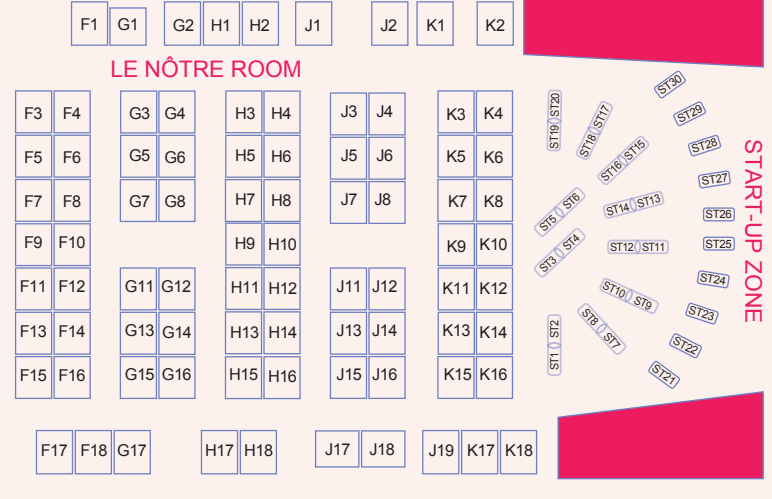 F1 G1 G2 H1 H2 J1 J2 K1 K2
LE NÔTRE ROOM
F3 F4 G3 G4 H3 H4 J3 J4 K3 K4
F5 F6 G5 G6 H5 H6 J5 J6 K5 K6
F7 F8 G7 G8 H7 H8 J7 J8 K7 K8
F9 F10 H9 H10 K9 K10
F11 F12 G11 G12 H11 H12 J11 J12 K11 K12
F13 F14 G13 G14 H13 H14 J13 J14 K13 K14
F15 F16 G15 G16 H15 H16 J15 J16 K15 K16
F17 F18 G17 H17 H18 J17 J18 J19 K17 K18
ST19 ST20
ST18 ST17
ST16 ST15
ST5 ST6
ST14 ST13
ST3 ST4
ST12 ST11
ST10 ST9
ST1 ST2
ST8 ST7
ST30
ST29
ST28
ST27
ST26
ST25
ST24
ST23
ST22
ST21
START-UP ZONE